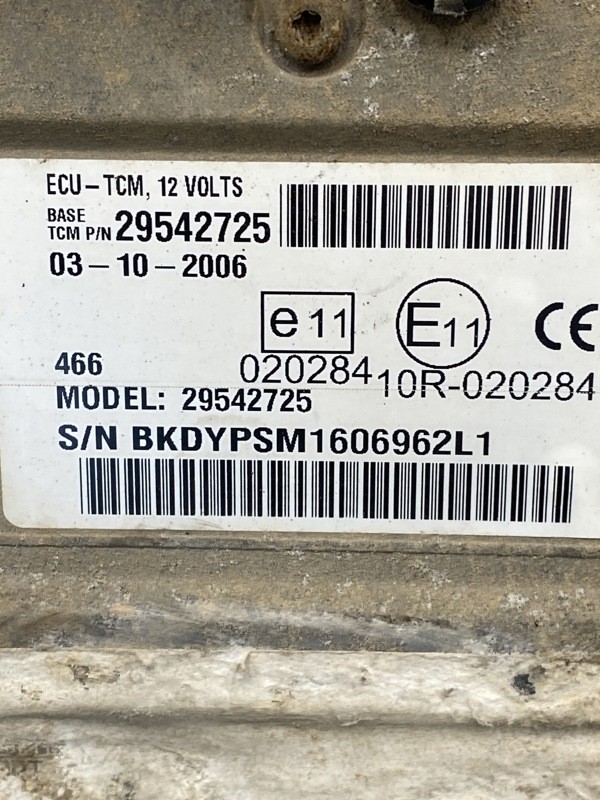 ECU-TCM, 12 VOLTS
BASE
TCM P/N 29542725
03-10-2006
e 11
E11
CE
020284
10R-020284
466
MODEL: 29542725
S/N BKDYPSM1606962L1